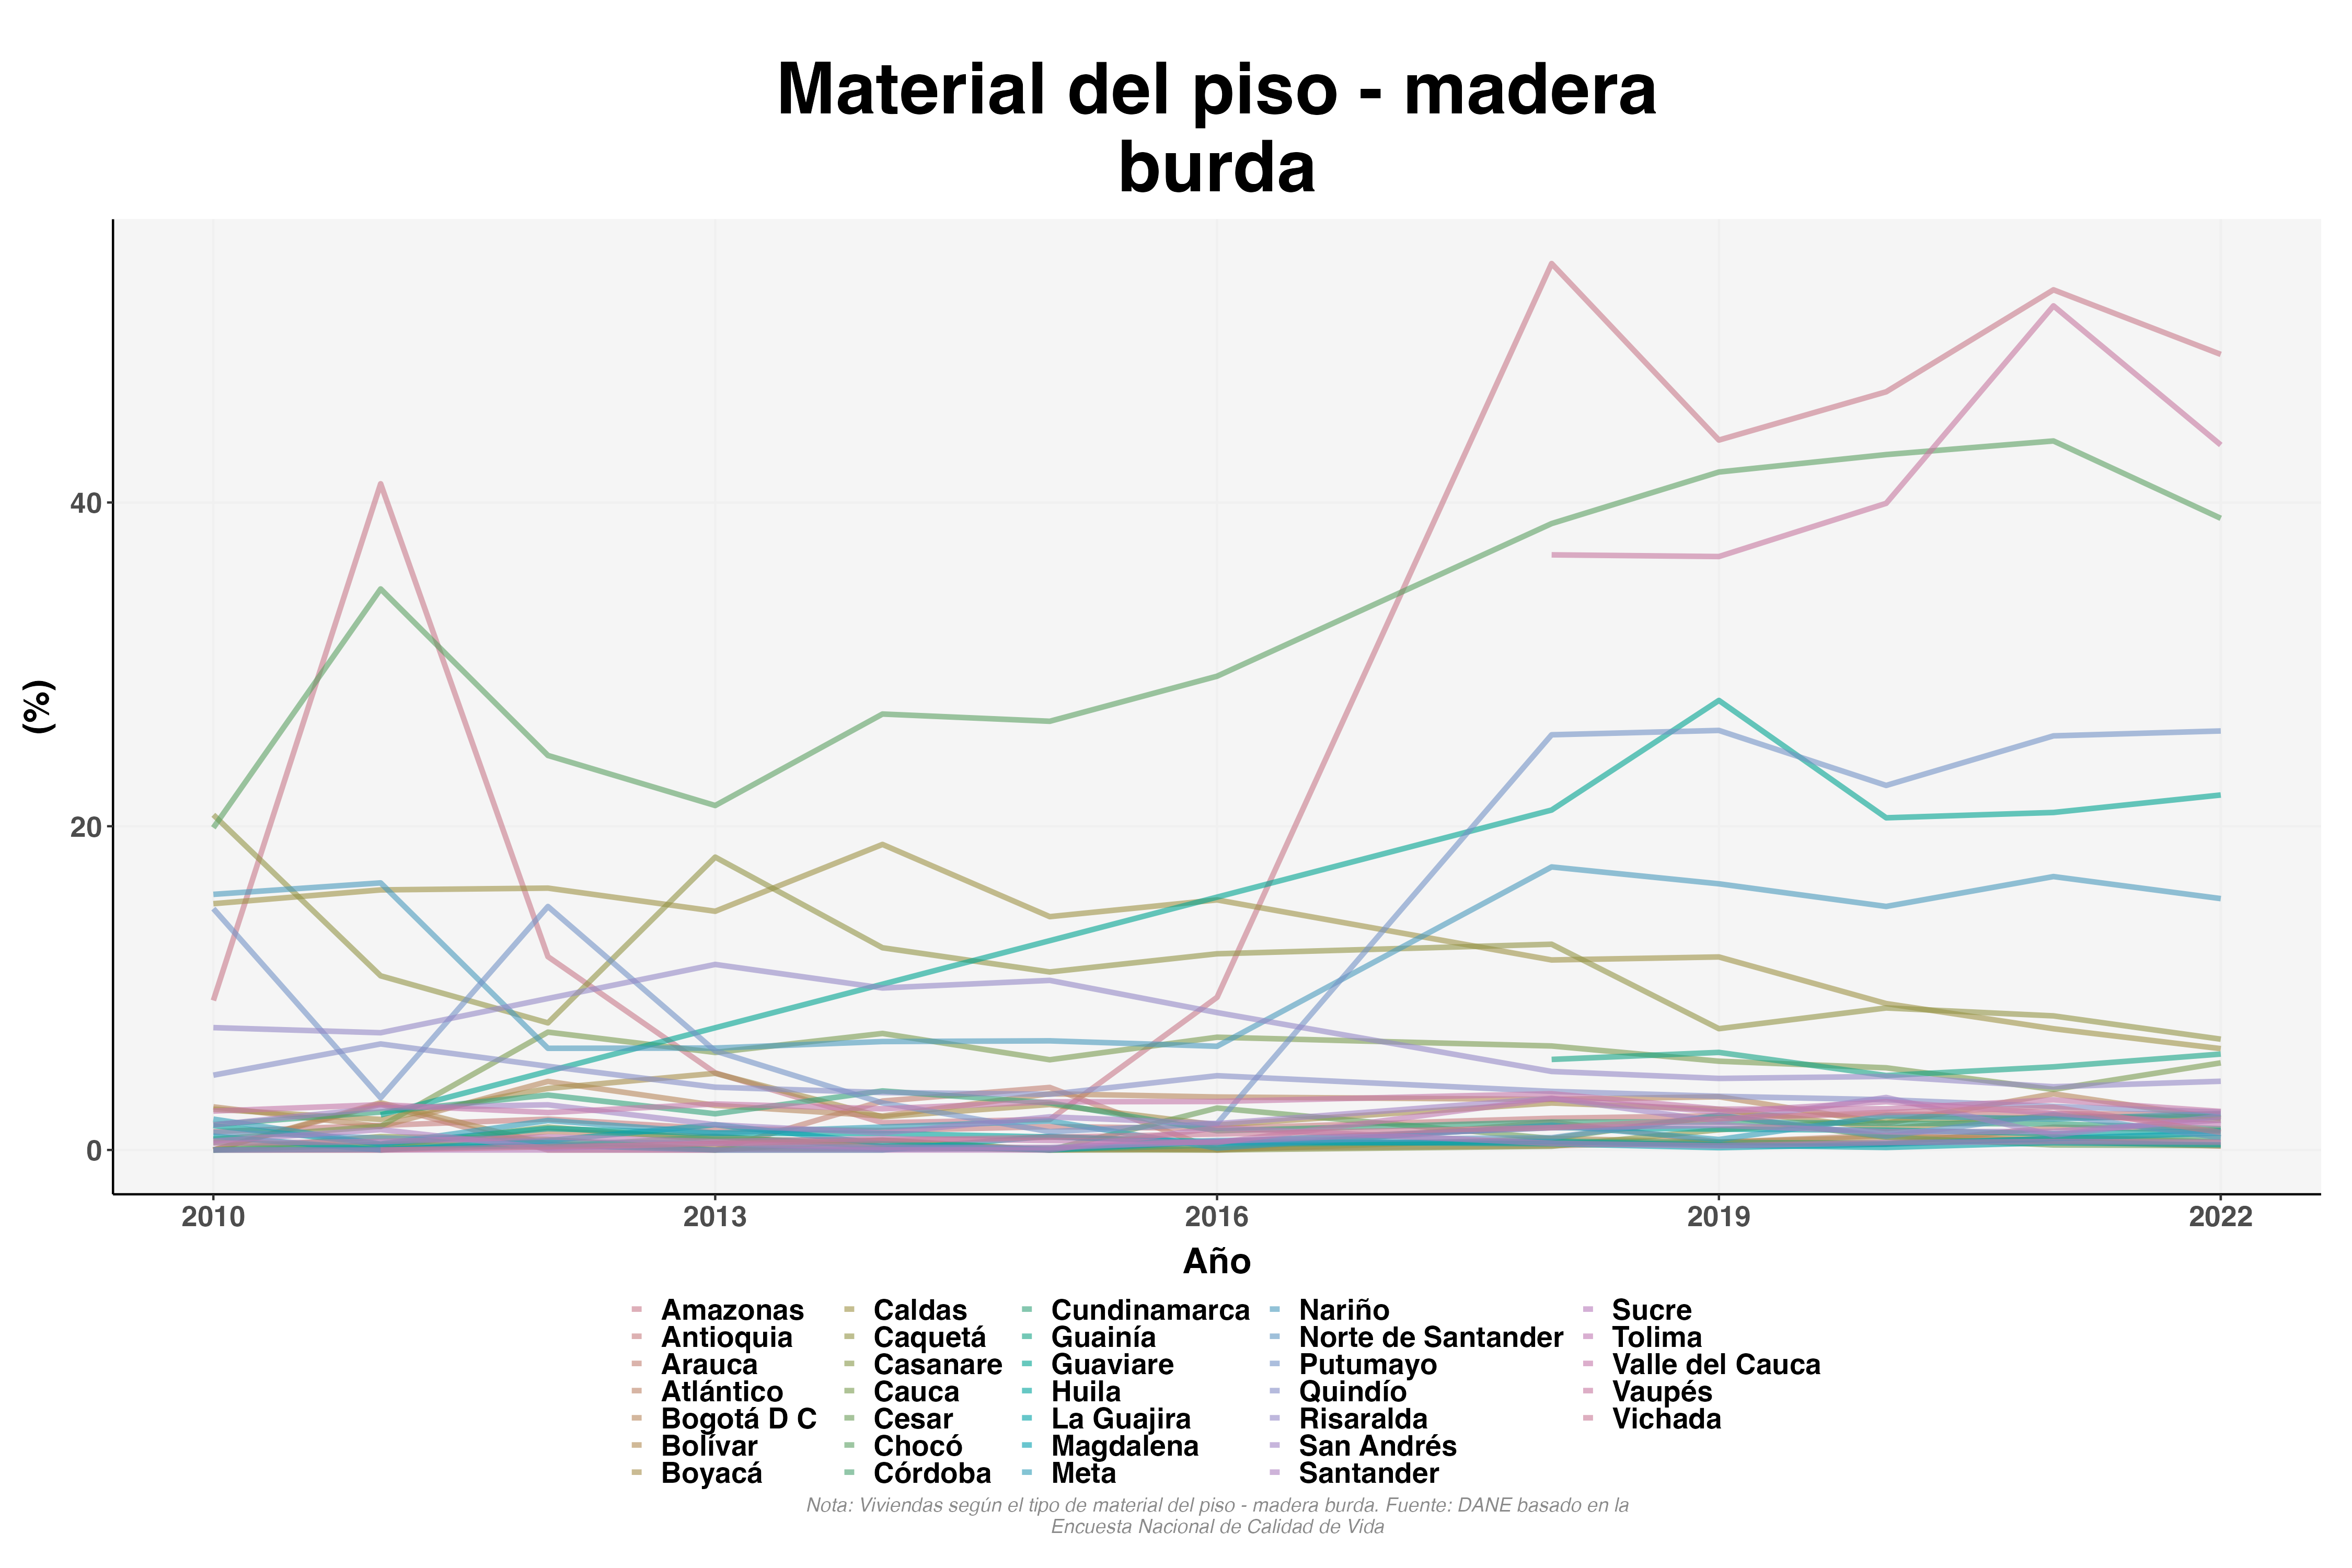 Material del piso - madera
burda
(%)
40
20
0
2010 2013 2016 2019 2022
Año
Amazonas Caldas Cundinamarca Nariño Sucre
Antioquia Caquetá Guainía Norte de Santander Tolima
Arauca Casanare Guaviare Putumayo Valle del Cauca
Atlántico Cauca Huila Quindío Vaupés
Bogotá D C Cesar La Guajira Risaralda Vichada
Bolívar Chocó Magdalena San Andrés
Boyacá Córdoba Meta Santander
Nota: Viviendas según el tipo de material del piso - madera burda. Fuente: DANE basado en la
Encuesta Nacional de Calidad de Vida